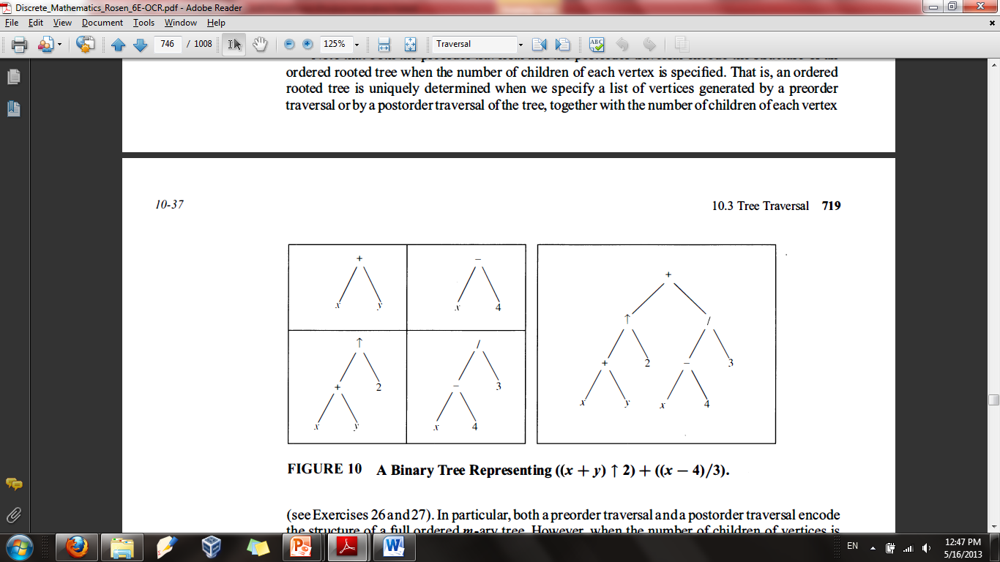 Discrete_Mathematics_Rosen_6E-OCR.pdf - Adobe Reader
File Edit View Document Tools Window Help
746 / 1008 125% Traversal
ordered rooted tree when the number of children of each vertex is specified. That is, an ordered
rooted tree is uniquely determined when we specify a list of vertices generated by a preorder
traversal or by a postorder traversal of the tree, together with the number of children of each vertex
10-37
10.3 Tree Traversal 719
+
x y
−
x 4
↑
+ 2
x y
/
− 3
x 4
+
↑ /
+ 2 − 3
x y x 4
FIGURE 10 A Binary Tree Representing ((x + y) ↑ 2) + ((x − 4)/3).
(see Exercises 26 and 27). In particular, both a preorder traversal and a postorder traversal encode
the structure of a full ordered m-ary tree. However, when the number of children of vertices is
EN
12:47 PM
5/16/2013